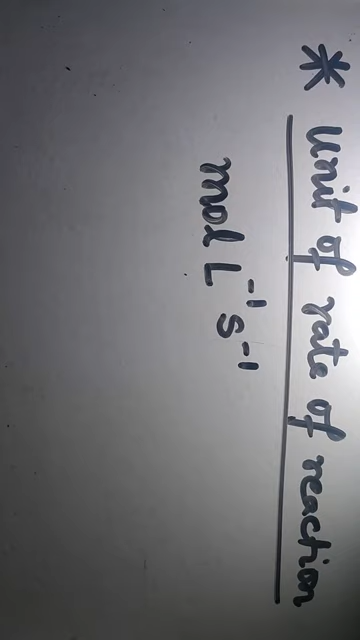 * Unit of rate of reaction
mol L⁻¹ s⁻¹